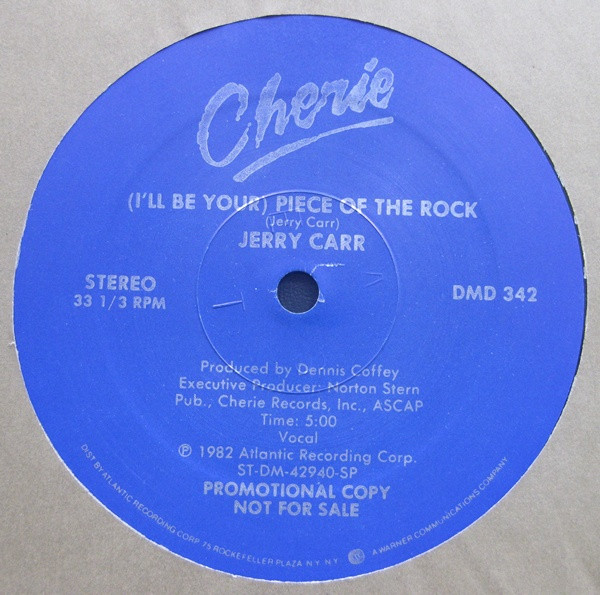 Cherie
(I'LL BE YOUR) PIECE OF THE ROCK
(Jerry Carr)
JERRY CARR
STEREO
33 1/3 RPM
DMD 342
Produced by Dennis Coffey
Executive Producer: Norton Stern
Pub., Cherie Records, Inc., ASCAP
Time: 5:00
Vocal
℗ 1982 Atlantic Recording Corp.
ST-DM-42940-SP
PROMOTIONAL COPY
NOT FOR SALE
DIST BY ATLANTIC RECORDING CORP 75 ROCKEFELLER PLAZA N.Y. N.Y. A WARNER COMMUNICATIONS COMPANY